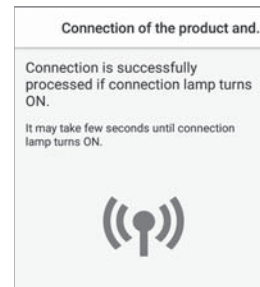 Connection of the product and.
Connection is successfully
processed if connection lamp turns
ON.
It may take few seconds until connection
lamp turns ON.